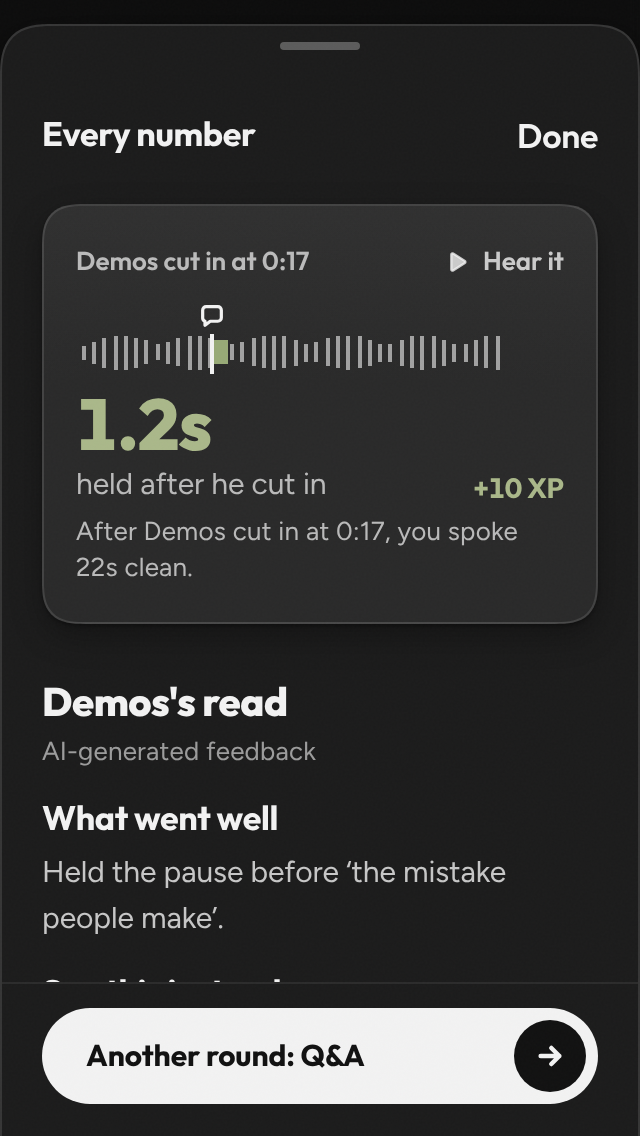 Every number
Done
Demos cut in at 0:17
Hear it
1.2s
held after he cut in
+10 XP
After Demos cut in at 0:17, you spoke
22s clean.
Demos's read
AI-generated feedback
What went well
Held the pause before ‘the mistake
people make’.
Another round: Q&A